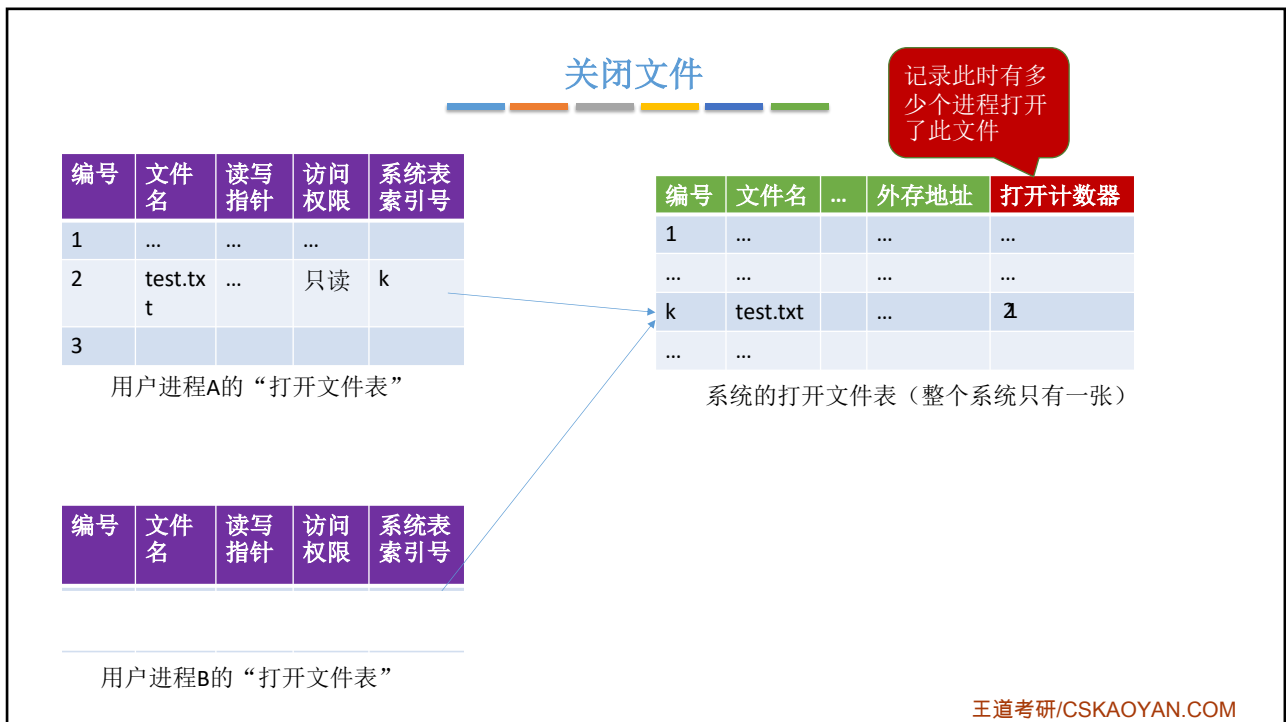 关闭文件
记录此时有多
少个进程打开
了此文件
编号 文件名 读写指针 访问权限 系统表索引号
1 … … …
2 test.txt … 只读 k
3
用户进程A的“打开文件表”
编号 文件名 … 外存地址 打开计数器
1 … … …
… … … …
k test.txt …
… …
系统的打开文件表（整个系统只有一张）
编号 文件名 读写指针 访问权限 系统表索引号
用户进程B的“打开文件表”
王道考研/CSKAOYAN.COM